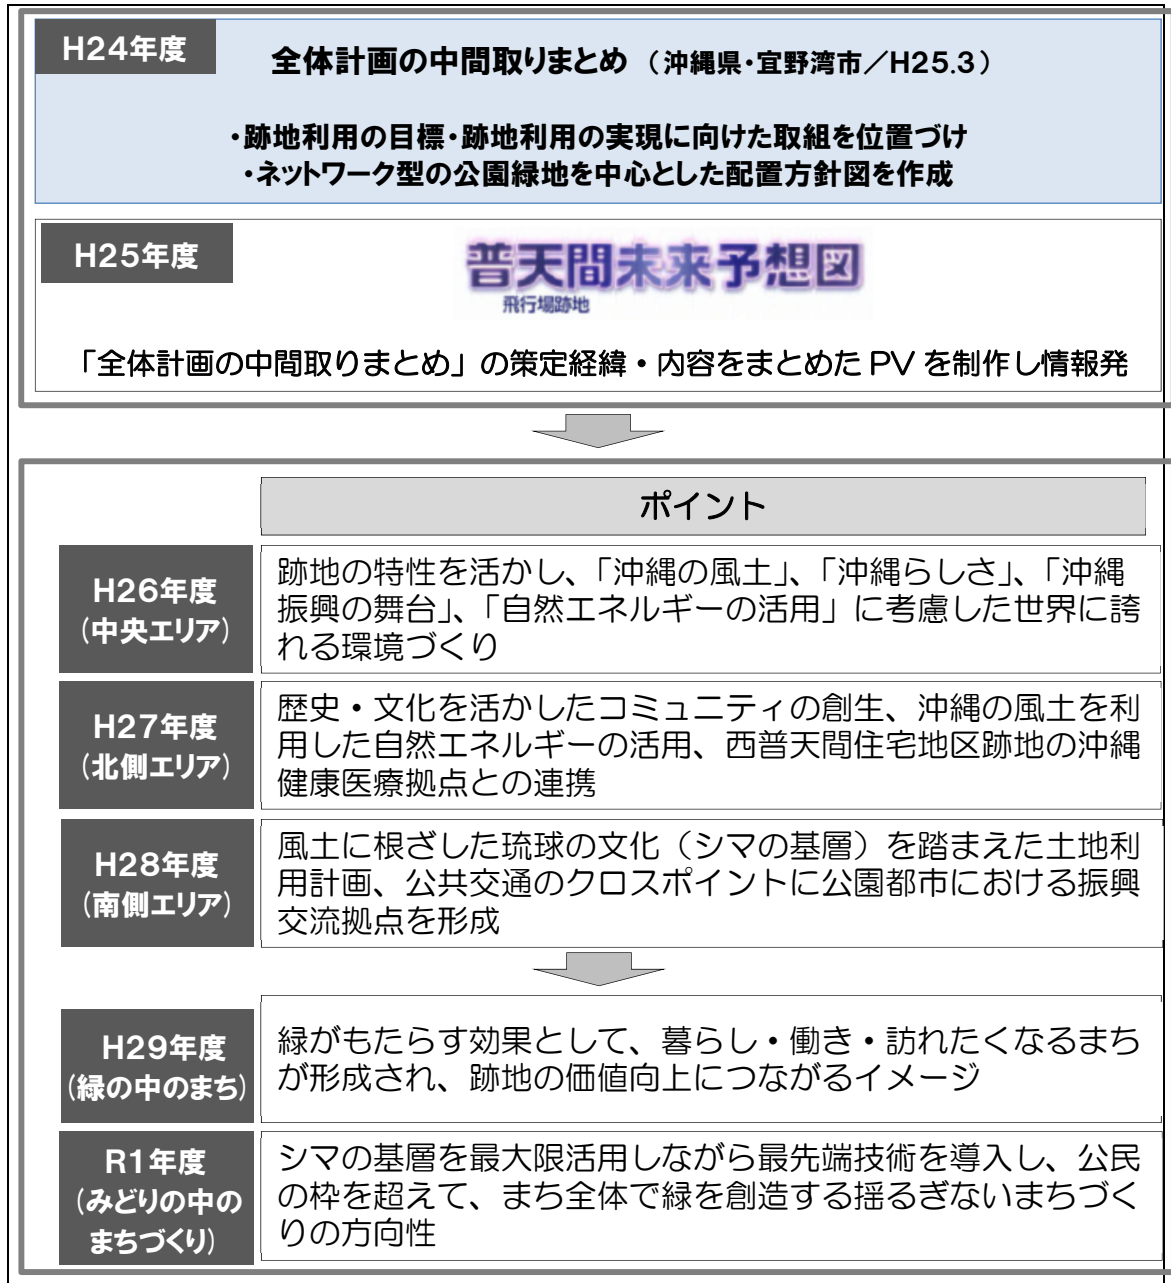 H24年度
全体計画の中間取りまとめ（沖縄県・宜野湾市／H25.3）
・跡地利用の目標・跡地利用の実現に向けた取組を位置づけ
・ネットワーク型の公園緑地を中心とした配置方針図を作成
H25年度
普天間未来予想図
飛行場跡地
「全体計画の中間取りまとめ」の策定経緯・内容をまとめた PV を制作し情報発
ポイント
H26年度
（中央エリア）
跡地の特性を活かし、「沖縄の風土」、「沖縄らしさ」、「沖縄
振興の舞台」、「自然エネルギーの活用」に考慮した世界に誇
れる環境づくり
H27年度
（北側エリア）
歴史・文化を活かしたコミュニティの創生、沖縄の風土を利
用した自然エネルギーの活用、西普天間住宅地区跡地の沖縄
健康医療拠点との連携
H28年度
（南側エリア）
風土に根ざした琉球の文化（シマの基層）を踏まえた土地利
用計画、公共交通のクロスポイントに公園都市における振興
交流拠点を形成
H29年度
（緑の中のまち）
緑がもたらす効果として、暮らし・働き・訪れたくなるまち
が形成され、跡地の価値向上につながるイメージ
R1年度
（みどりの中の
まちづくり）
シマの基層を最大限活用しながら最先端技術を導入し、公民
の枠を超えて、まち全体で緑を創造する揺るぎないまちづく
りの方向性